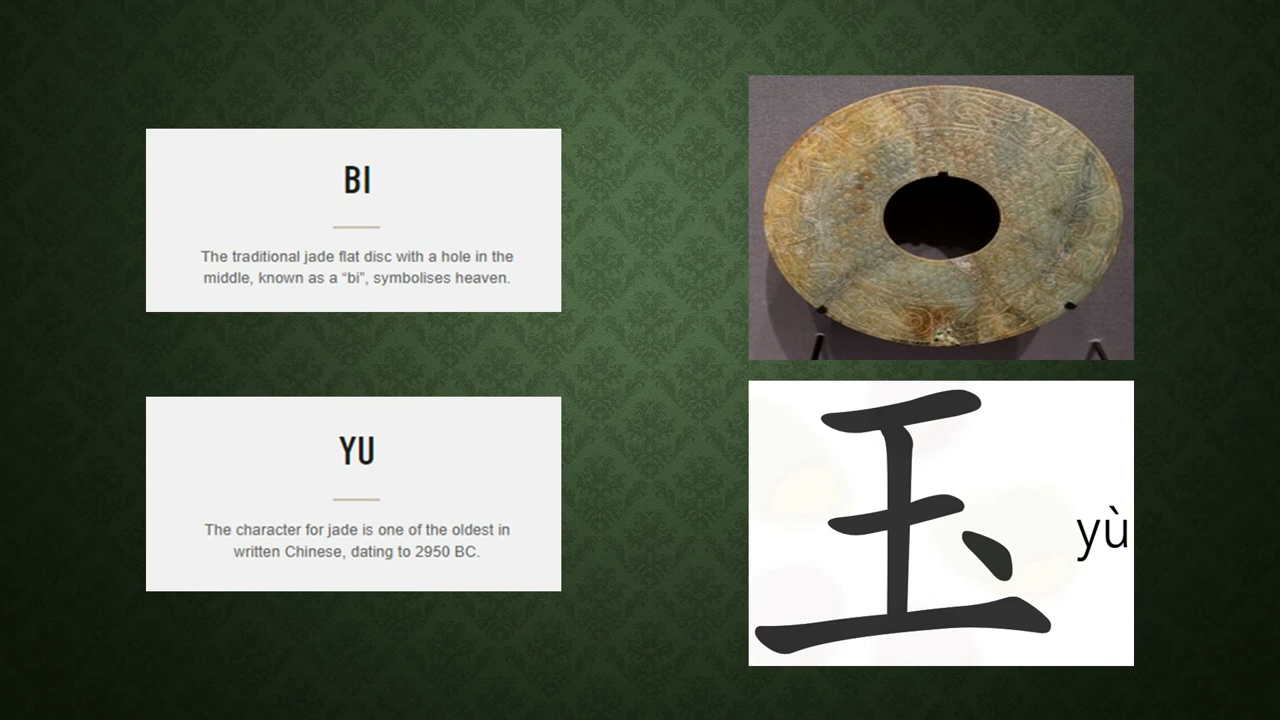 BI
The traditional jade flat disc with a hole in the
middle, known as a “bi”, symbolises heaven.
YU
The character for jade is one of the oldest in
written Chinese, dating to 2950 BC.
玉
yù